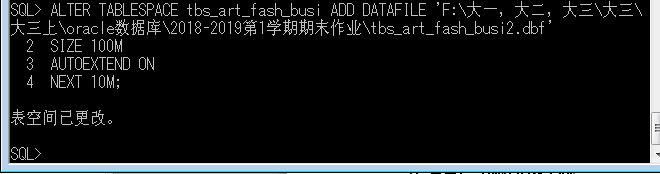 SQL> ALTER TABLESPACE tbs_art_fash_busi ADD DATAFILE 'F:\大一，大二，大三\大三\
大三上\oracle数据库\2018-2019第1学期期末作业\tbs_art_fash_busi2.dbf'
2 SIZE 100M
3 AUTOEXTEND ON
4 NEXT 10M;
表空间已更改。
SQL>